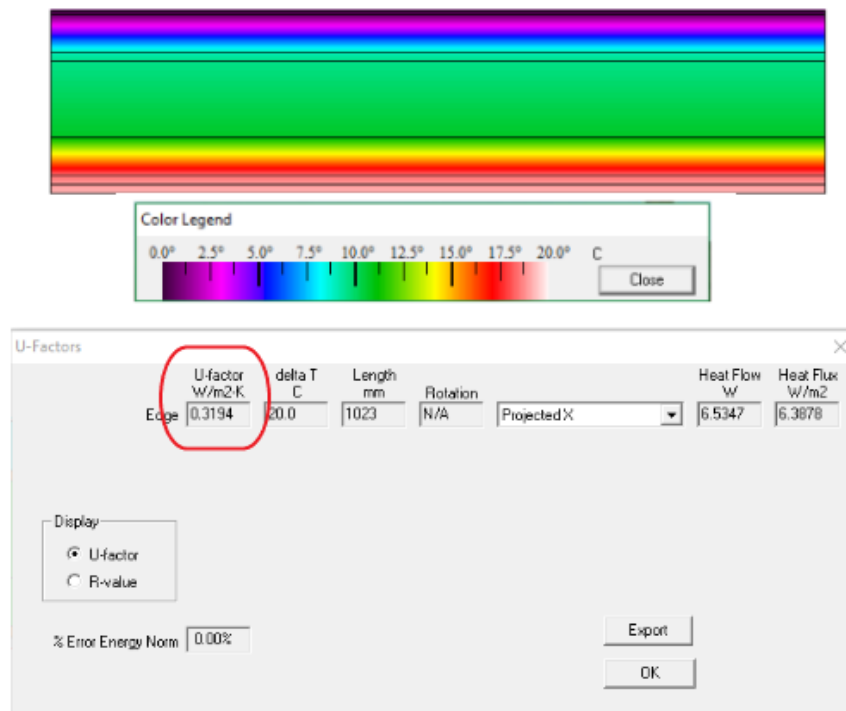 Color Legend
0.0° 2.5° 5.0° 7.5° 10.0° 12.5° 15.0° 17.5° 20.0° C
Close
U-Factors
U-factor delta T Length Heat Flow Heat Flux
W/m2-K C mm Rotation W W/m2
Edge 0.3194 20.0 1023 N/A Projected X 6.5347 6.3878
Display
U-factor
R-value
% Error Energy Norm 0.00%
Export
OK